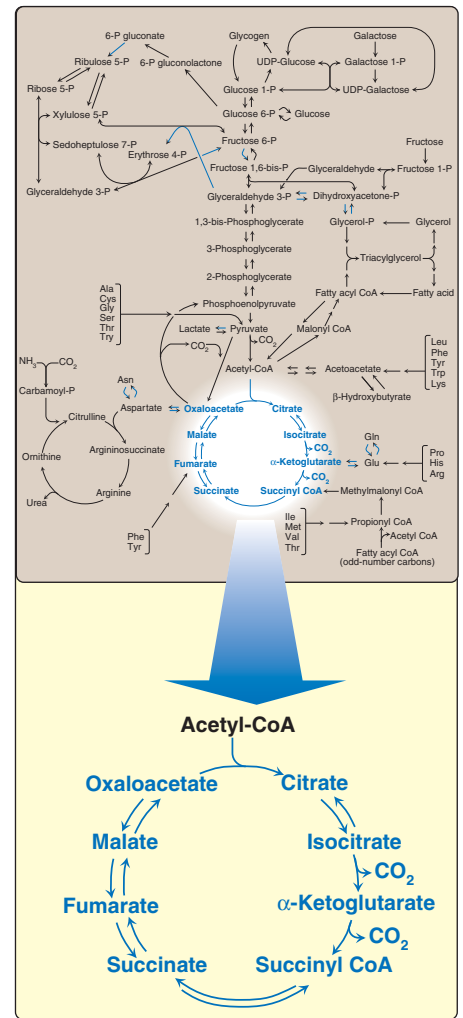 6-P gluconate
Glycogen
Galactose
Ribulose 5-P
6-P gluconolactone
UDP-Glucose
Galactose 1-P
Ribose 5-P
Glucose 1-P
UDP-Galactose
Xylulose 5-P
Glucose 6-P
Glucose
Sedoheptulose 7-P
Fructose 6-P
Fructose
Erythrose 4-P
Fructose 1,6-bis-P
Glyceraldehyde
Fructose 1-P
Glyceraldehyde 3-P
Glyceraldehyde 3-P
Dihydroxyacetone-P
1,3-bis-Phosphoglycerate
Glycerol-P
Glycerol
3-Phosphoglycerate
Triacylglycerol
2-Phosphoglycerate
Ala
Cys
Gly
Ser
Thr
Try
Phosphoenolpyruvate
Fatty acyl CoA
Fatty acid
Lactate
Pyruvate
Malonyl CoA
CO2
CO2
Leu
Phe
Tyr
Trp
Lys
NH3
CO2
Acetyl-CoA
Acetoacetate
Carbamoyl-P
Asn
β-Hydroxybutyrate
Aspartate
Oxaloacetate
Citrate
Citrulline
Malate
Isocitrate
Gln
CO2
Argininosuccinate
Pro
His
Arg
Ornithine
Fumarate
α-Ketoglutarate
Glu
CO2
Arginine
Succinate
Succinyl CoA
Methylmalonyl CoA
Urea
Phe
Tyr
Ile
Met
Val
Thr
Propionyl CoA
Acetyl CoA
Fatty acyl CoA
(odd-number carbons)
Acetyl-CoA
Oxaloacetate
Citrate
Malate
Isocitrate
CO2
Fumarate
α-Ketoglutarate
CO2
Succinate
Succinyl CoA